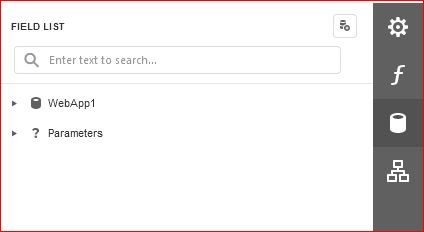 FIELD LIST
Enter text to search...
WebApp1
? Parameters